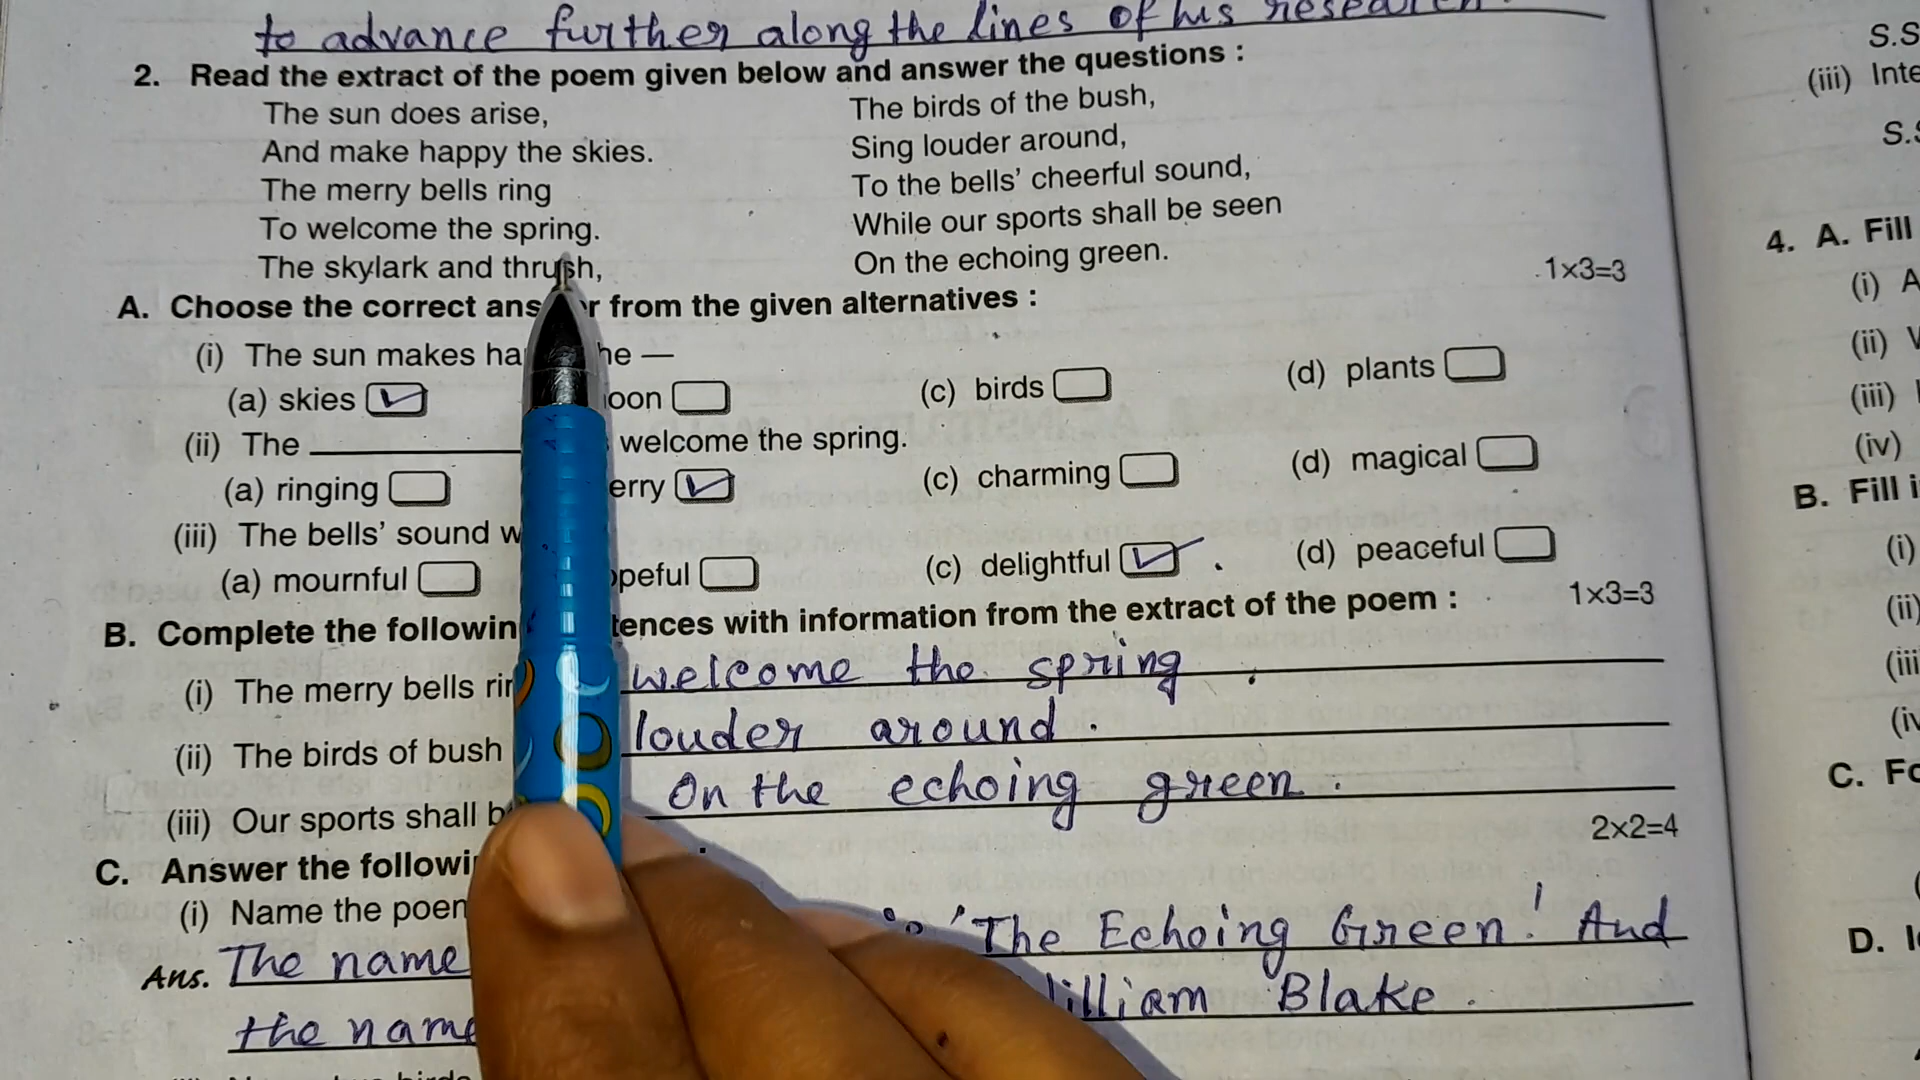 to advance further along the lines of his research.
2. Read the extract of the poem given below and answer the questions :
The sun does arise,
And make happy the skies.
The merry bells ring
To welcome the spring.
The skylark and thrush,
The birds of the bush,
Sing louder around,
To the bells' cheerful sound,
While our sports shall be seen
On the echoing green.
1×3=3
A. Choose the correct ans r from the given alternatives :
(i) The sun makes ha he —
(a) skies oon (c) birds (d) plants
(ii) The welcome the spring.
(a) ringing erry (c) charming (d) magical
(iii) The bells' sound w
(a) mournful peful (c) delightful (d) peaceful
1×3=3
B. Complete the followin tences with information from the extract of the poem :
(i) The merry bells rin welcome the spring.
(ii) The birds of bush louder around.
(iii) Our sports shall b On the echoing green.
2×2=4
C. Answer the followi
(i) Name the poem
Ans. The name 'The Echoing Green.' And
the name William Blake.
S.S
(iii) Inte
S.S
4. A. Fill
(i) A
(ii)
(iii)
(iv)
B. Fill i
(i)
(ii)
(iii
(iv
C. Fo
D. I